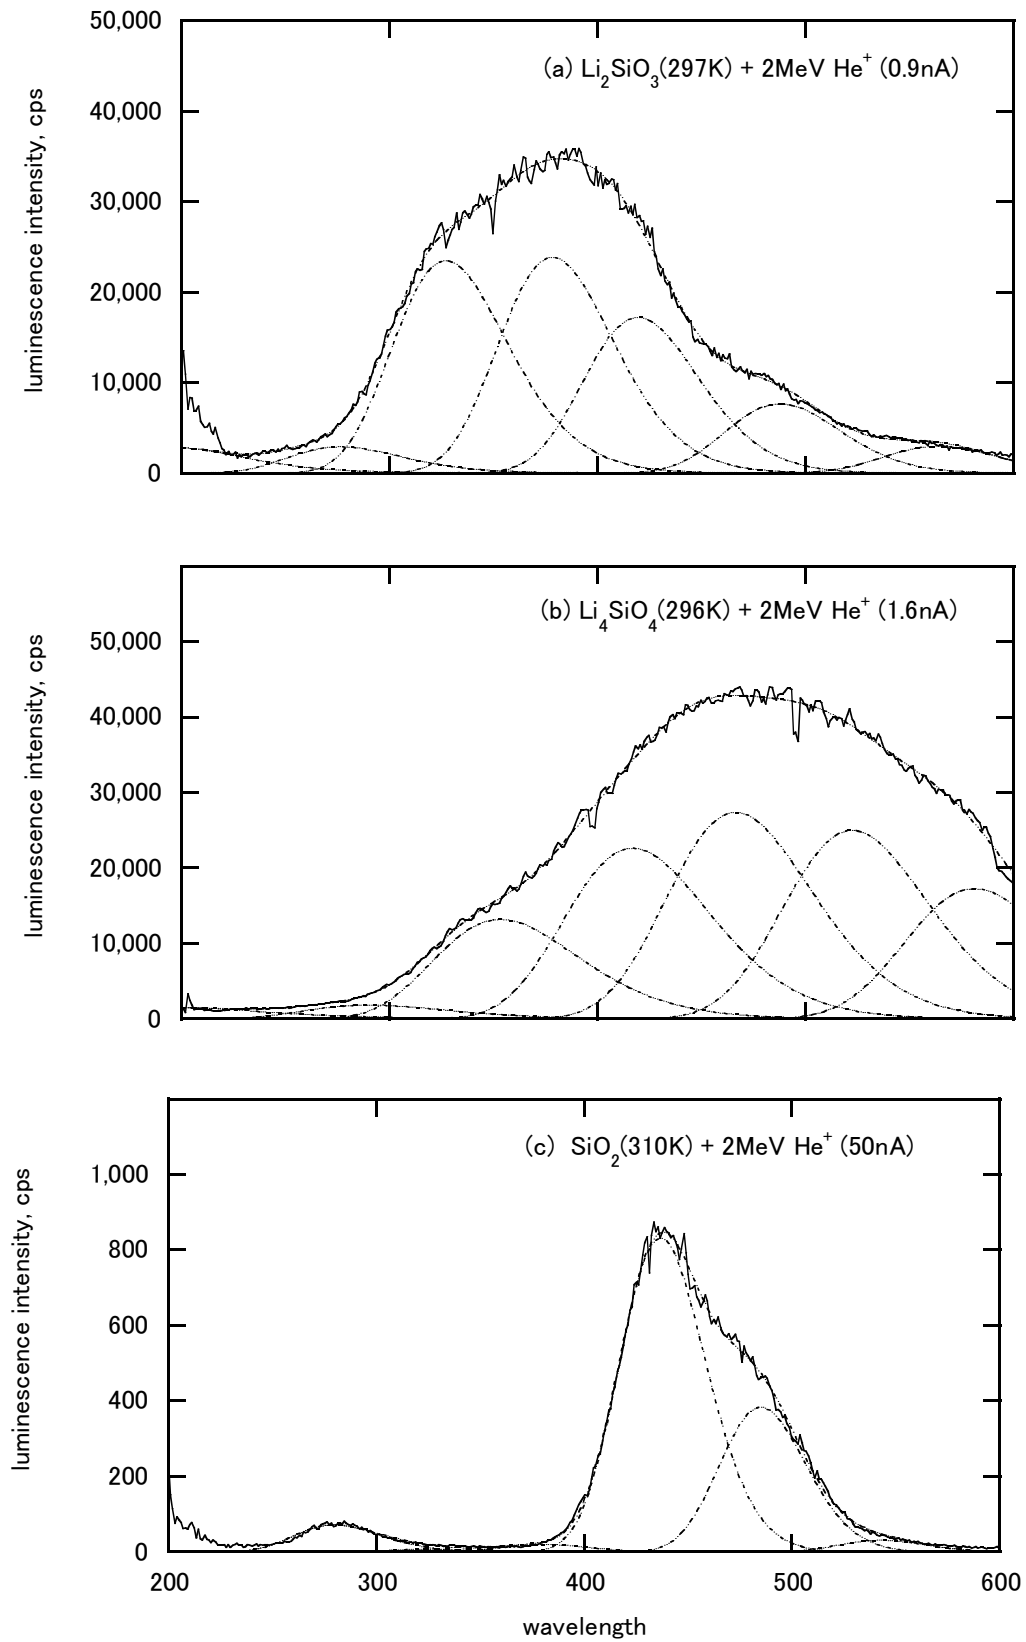 50,000
(a) Li2SiO3(297K) + 2MeV He+ (0.9nA)
40,000
30,000
20,000
10,000
0
luminescence intensity, cps
(b) Li4SiO4(296K) + 2MeV He+ (1.6nA)
50,000
40,000
30,000
20,000
10,000
0
luminescence intensity, cps
(c) SiO2(310K) + 2MeV He+ (50nA)
1,000
800
600
400
200
0
luminescence intensity, cps
200 300 400 500 600
wavelength